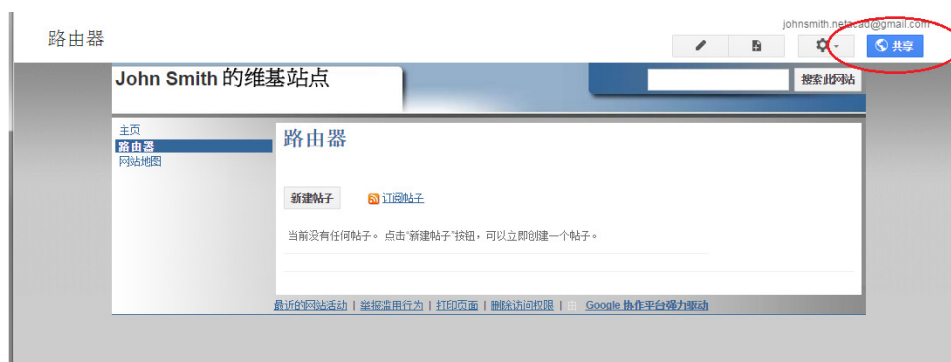 johnsmith.netacad@gmail.com
路由器
共享
John Smith 的维基站点
搜索此网站
主页
路由器
网站地图
路由器
新建帖子 订阅帖子
当前没有任何帖子。点击“新建帖子”按钮，可以立即创建一个帖子。
最近的网站活动 | 举报滥用行为 | 打印页面 | 删除访问权限 | 由 Google 协作平台强力驱动